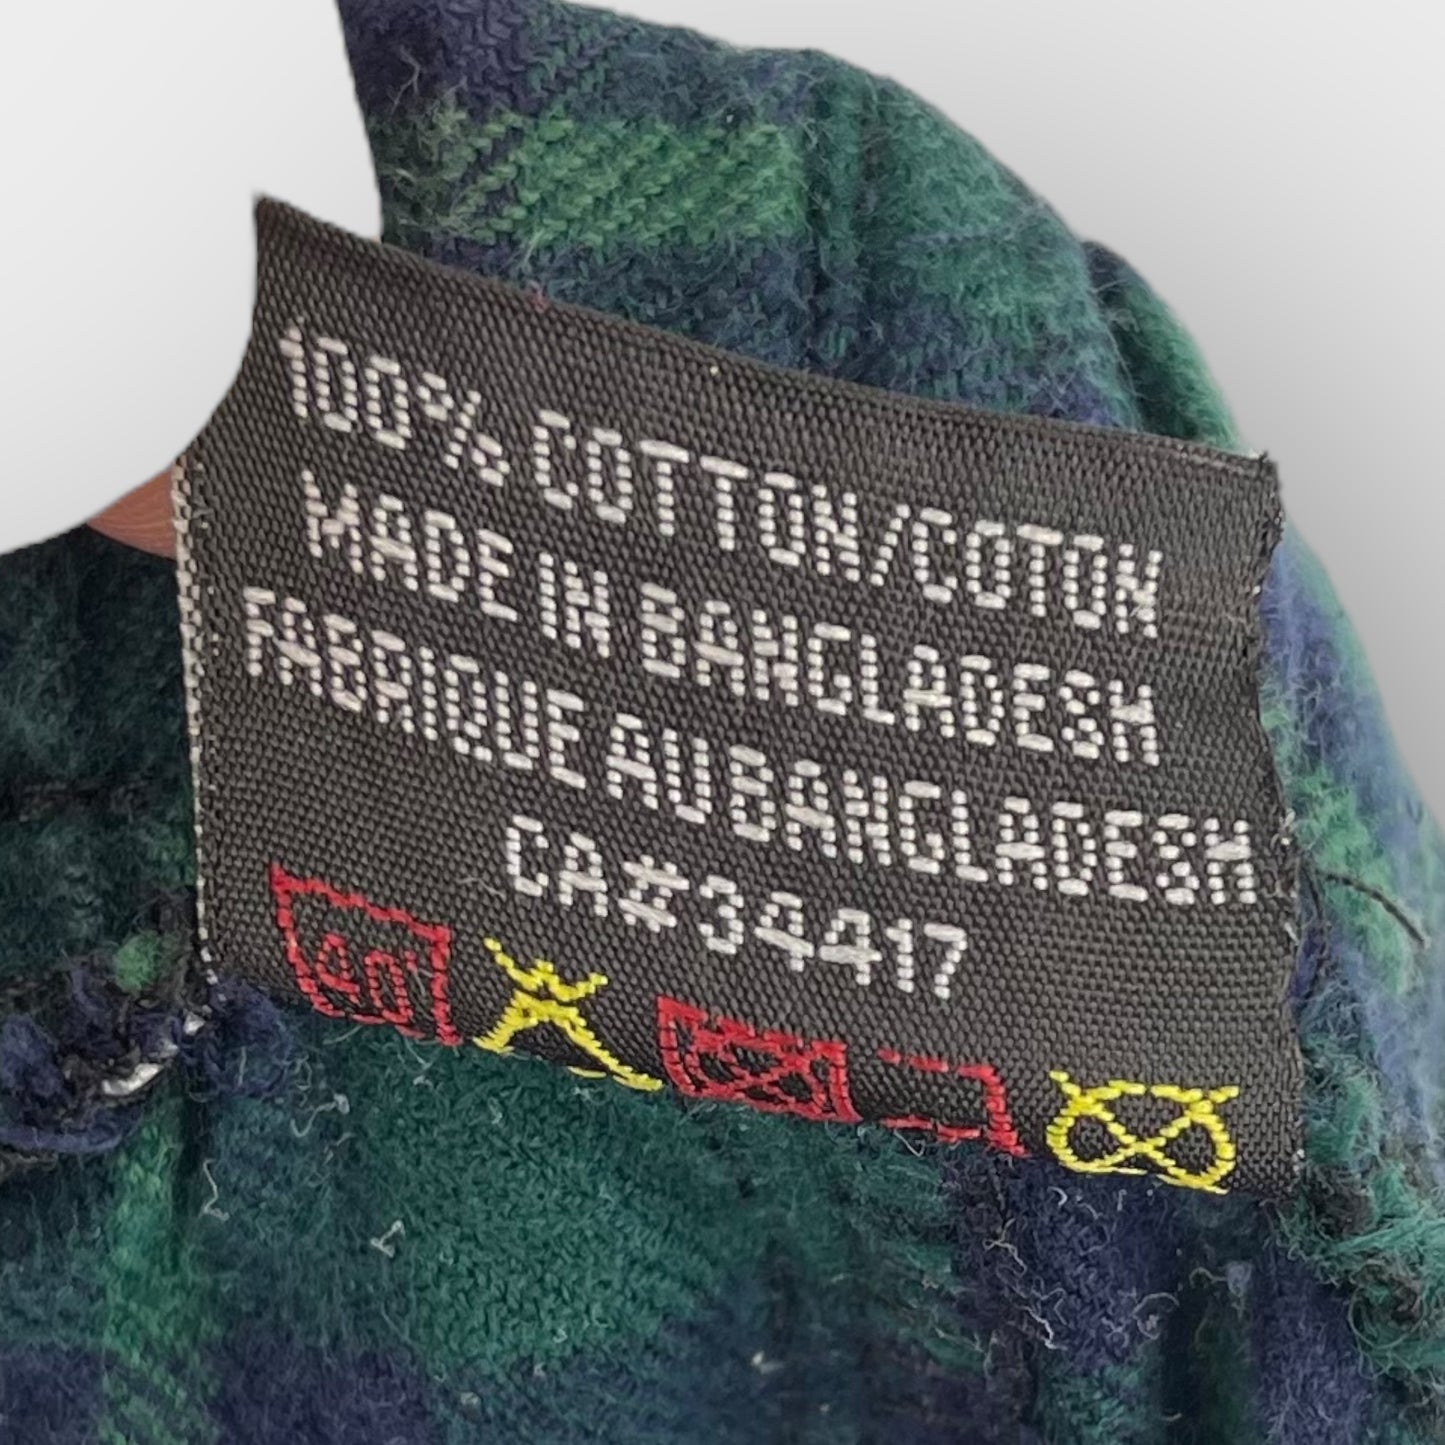 100% COTTON/COTON
MADE IN BANGLADESH
FABRIQUE AU BANGLADESH
CA#34417
40°